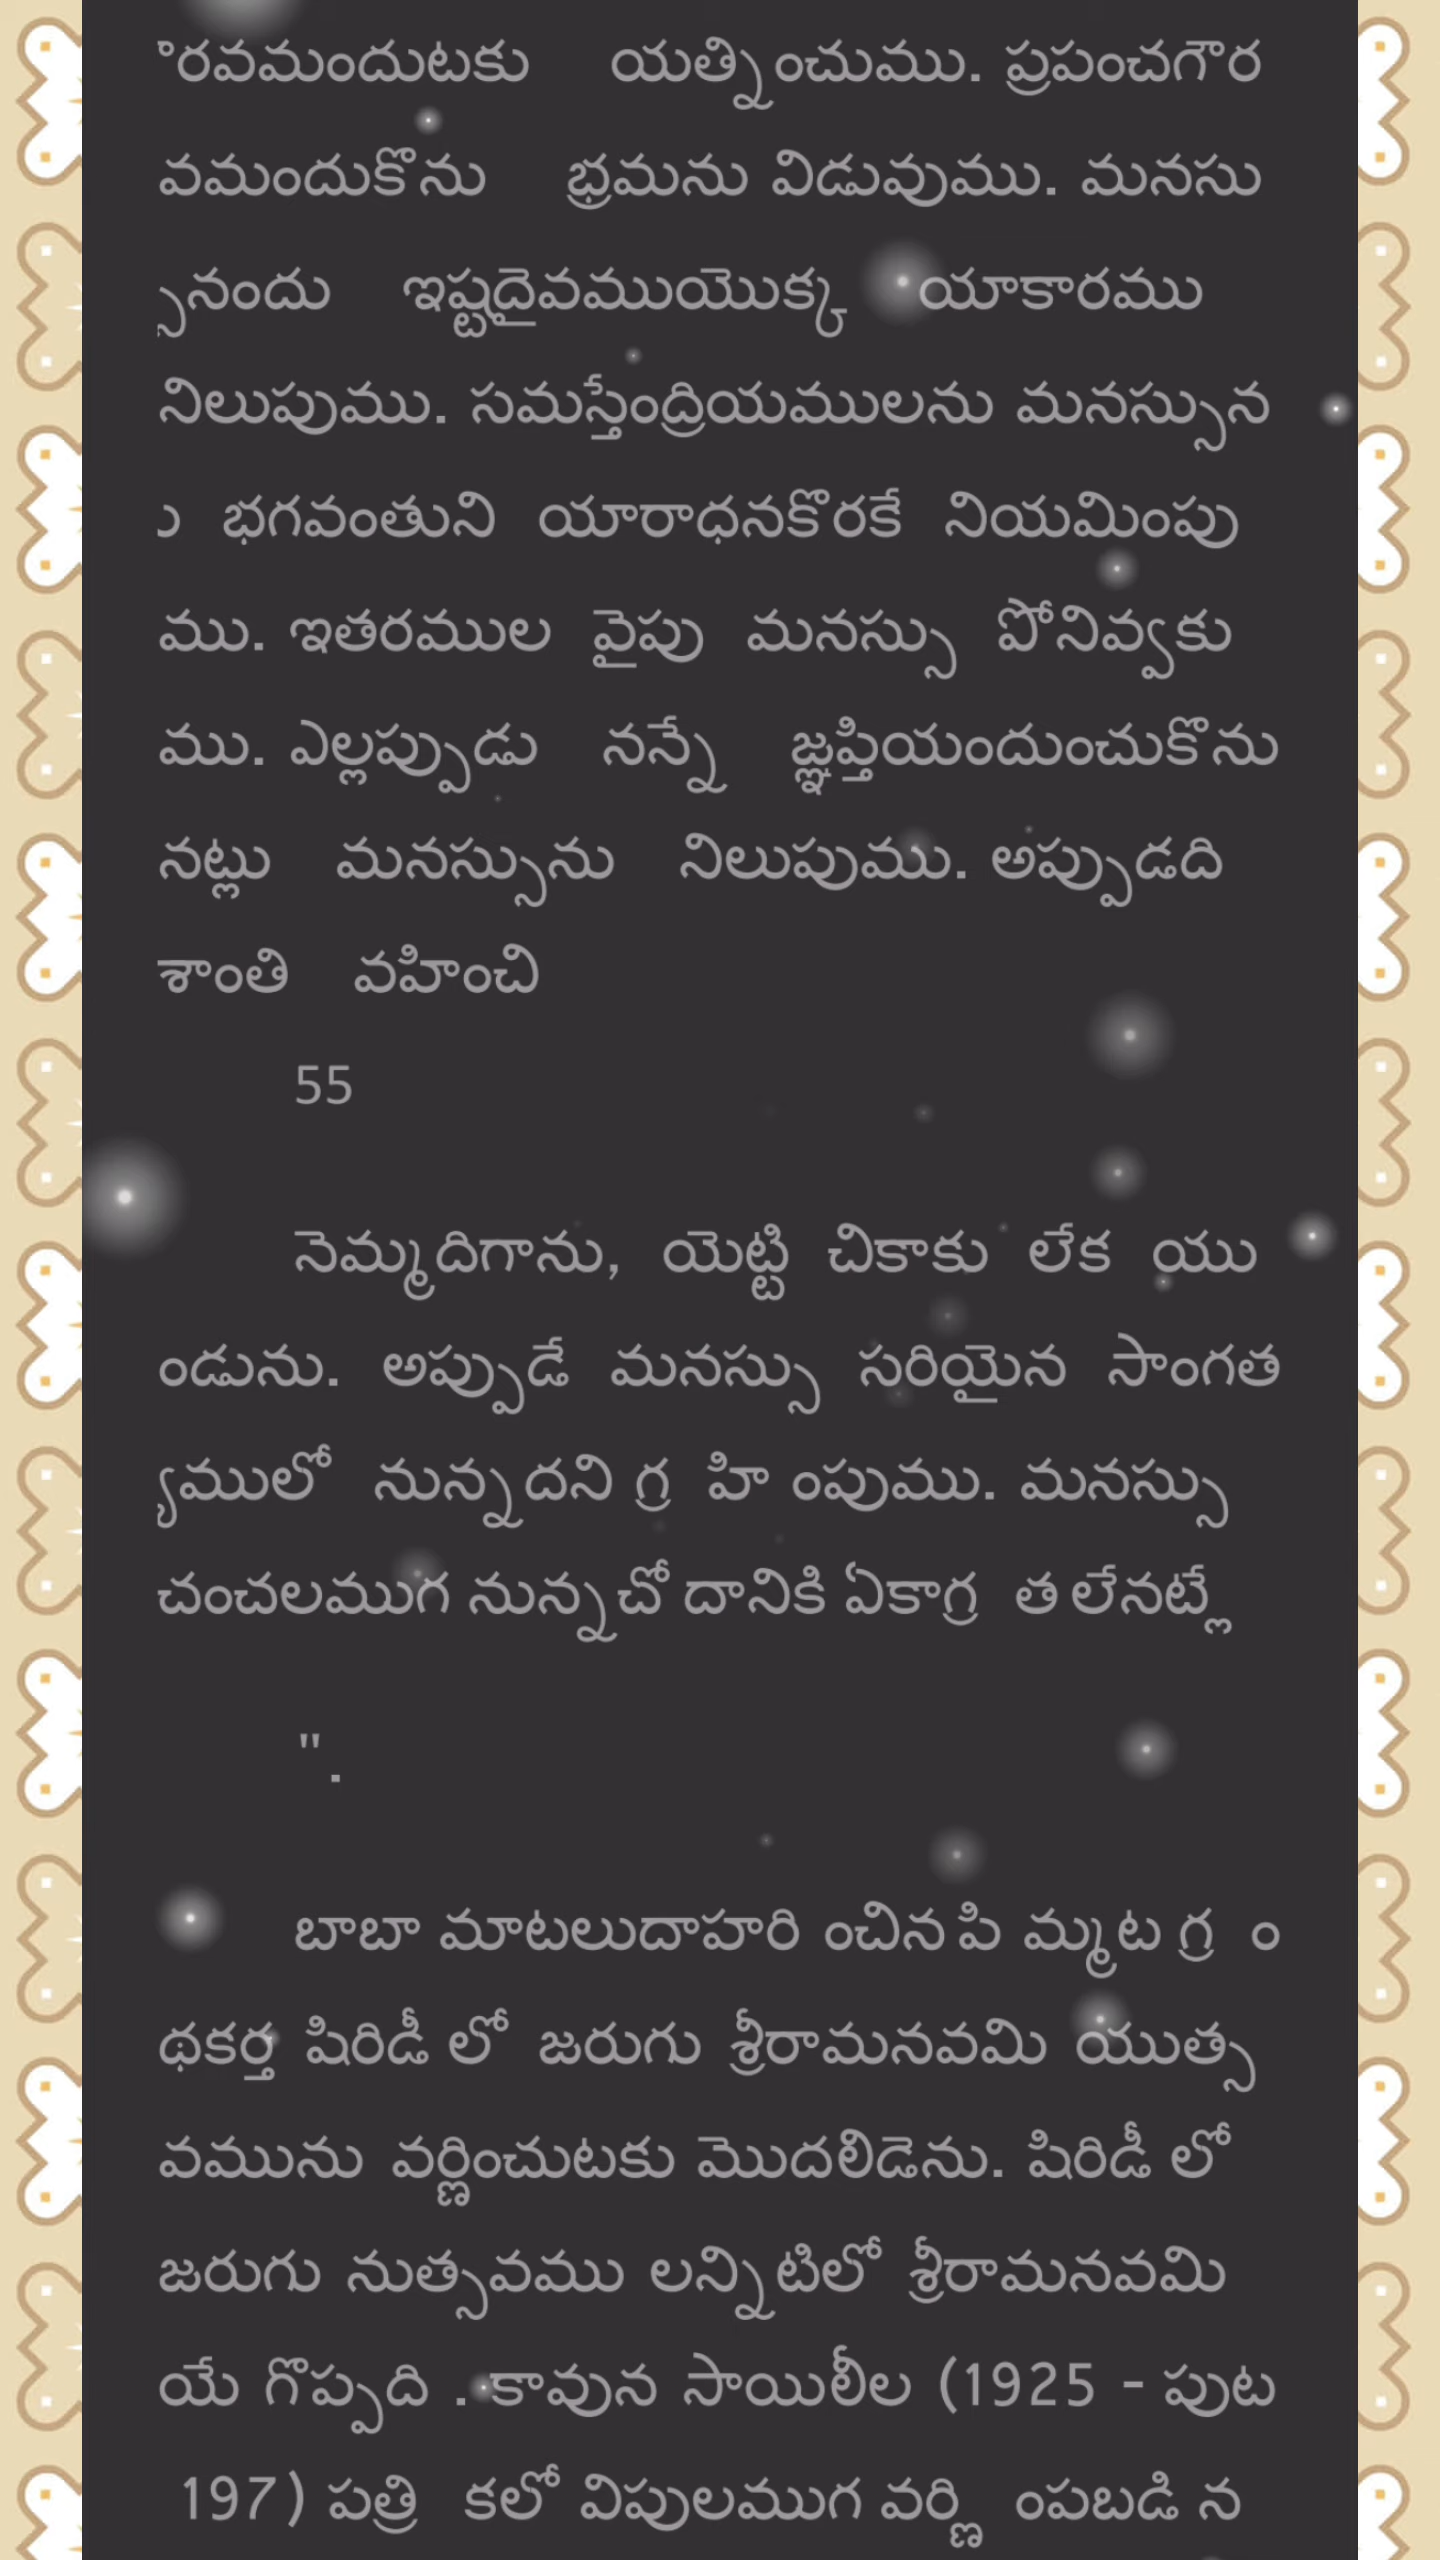 ౌరవమందుటకు యత్నించుము. ప్రపంచగౌర
వమందుకొను భ్రమను విడువుము. మనసు
్సనందు ఇష్టదైవముయొక్క యాకారము
నిలుపుము. సమస్తేంద్రియములను మనస్సున
ు భగవంతుని యారాధనకొరకే నియమింపు
ము. ఇతరముల వైపు మనస్సు పోనివ్వకు
ము. ఎల్లప్పుడు నన్నే జ్ఞప్తియందుంచుకొను
నట్లు మనస్సును నిలుపుము. అప్పుడది
శాంతి వహించి
55
నెమ్మదిగాను, యెట్టి చికాకు లేక యు
ండును. అప్పుడే మనస్సు సరియైన సాంగత
్యములో నున్నదని గ్ర హి ంపుము. మనస్సు
చంచలముగ నున్నచో దానికి ఏకాగ్ర త లేనట్లే
".
బాబా మాటలుదాహరి ంచిన పి మ్మట గ్ర ం
థకర్త షిరిడీ లో జరుగు శ్రీరామనవమి యుత్స
వమును వర్ణించుటకు మొదలిడెను. షిరిడీ లో
జరుగు నుత్సవము లన్నిటిలో శ్రీరామనవమి
యే గొప్పది . కావున సాయిలీల (1925 - పుట
197) పత్రి కలో విపులముగ వర్ణి ంపబడి న